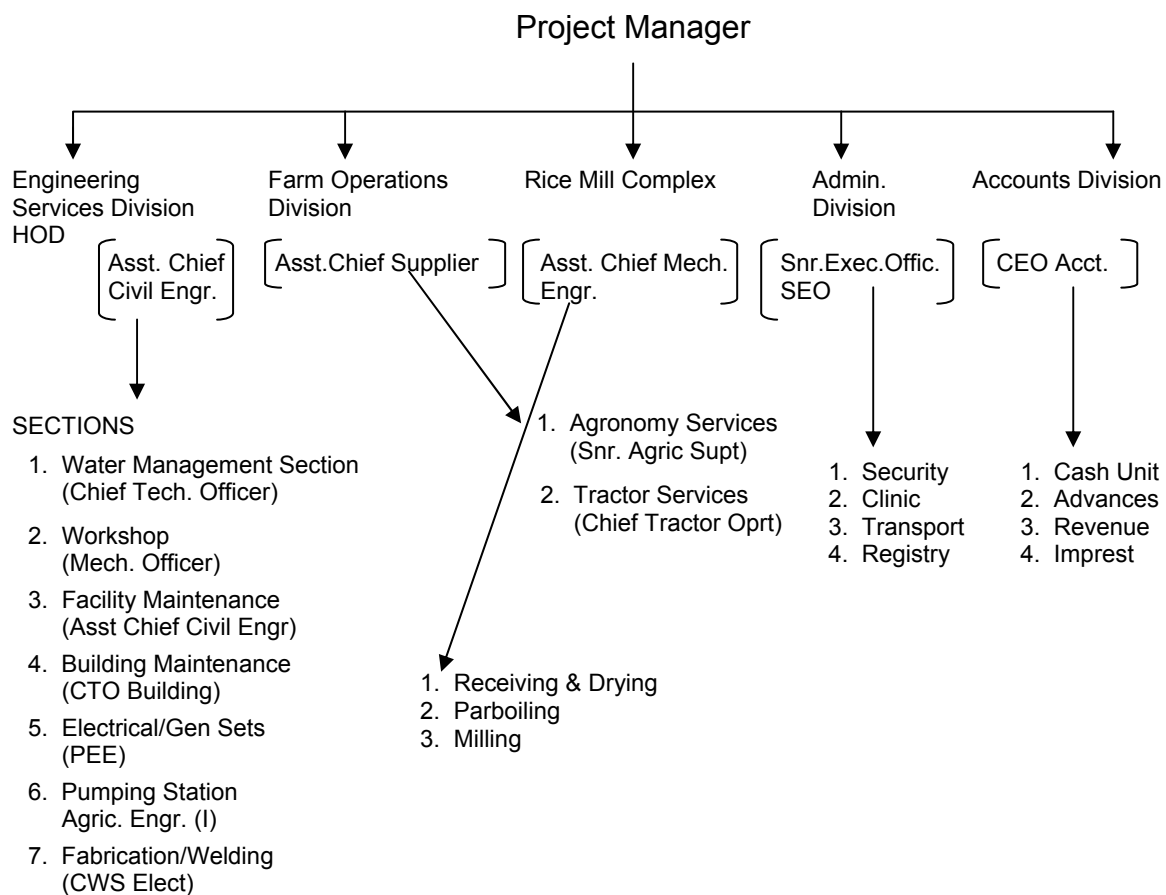 Project Manager
Engineering
Services Division
HOD
Asst. Chief
Civil Engr.
Farm Operations
Division
Asst.Chief Supplier
Rice Mill Complex
Asst. Chief Mech.
Engr.
Admin.
Division
Snr.Exec.Offic.
SEO
Accounts Division
CEO Acct.
SECTIONS
1. Water Management Section
(Chief Tech. Officer)
2. Workshop
(Mech. Officer)
3. Facility Maintenance
(Asst Chief Civil Engr)
4. Building Maintenance
(CTO Building)
5. Electrical/Gen Sets
(PEE)
6. Pumping Station
Agric. Engr. (I)
7. Fabrication/Welding
(CWS Elect)
1. Agronomy Services
(Snr. Agric Supt)
2. Tractor Services
(Chief Tractor Oprt)
1. Receiving & Drying
2. Parboiling
3. Milling
1. Security
2. Clinic
3. Transport
4. Registry
1. Cash Unit
2. Advances
3. Revenue
4. Imprest